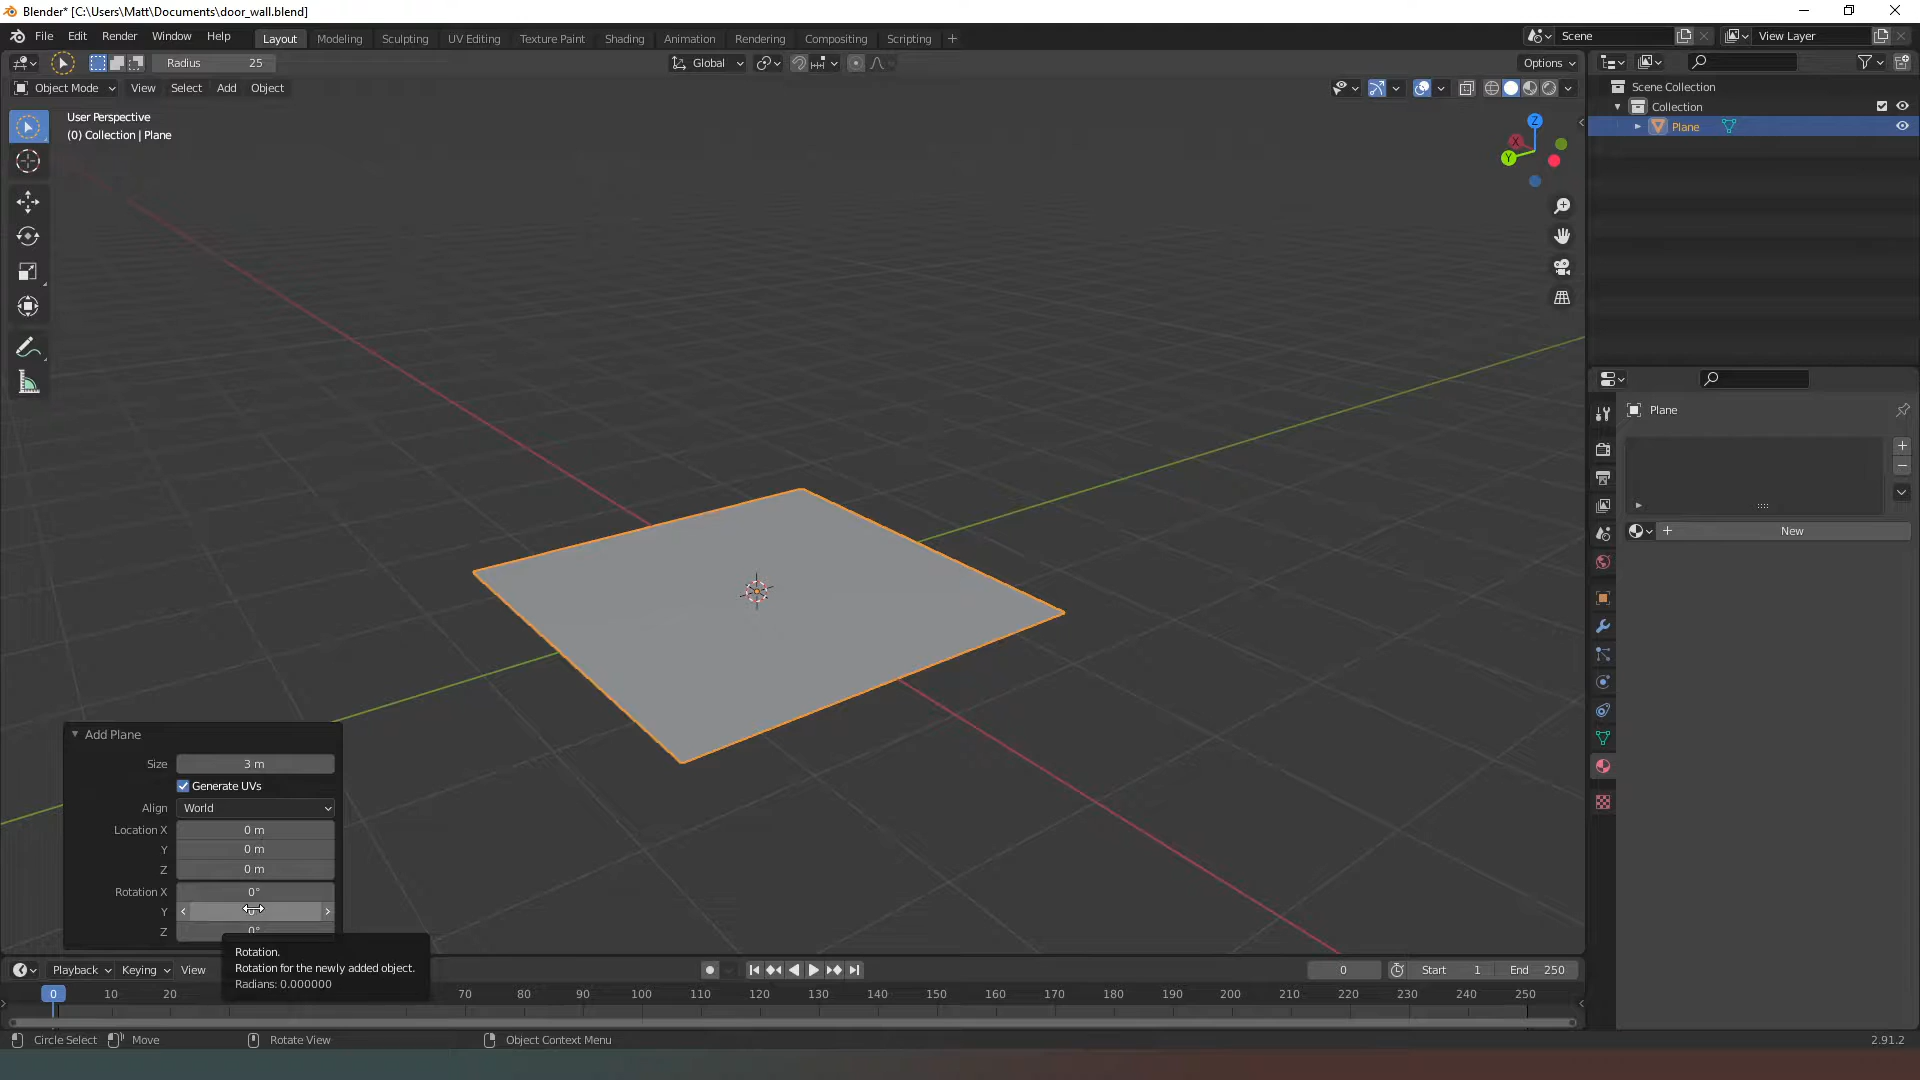 Blender* [C:\Users\Matt\Documents\door_wall.blend]
File Edit Render Window Help
Layout Modeling Sculpting UV Editing Texture Paint Shading Animation Rendering Compositing Scripting
Scene
View Layer
Radius 25
Global
Options
Object Mode View Select Add Object
User Perspective
(0) Collection | Plane
Z
X
Y
Scene Collection
Collection
Plane
Plane
New
Add Plane
Size 3 m
Generate UVs
Align World
Location X 0 m
Y 0 m
Z 0 m
Rotation X 0°
Y
Z 0°
Rotation.
Rotation for the newly added object.
Radians: 0.000000
Playback Keying View
0
Start 1 End 250
0 10 20 70 80 90 100 110 120 130 140 150 160 170 180 190 200 210 220 230 240 250
Circle Select Move Rotate View Object Context Menu
2.91.2